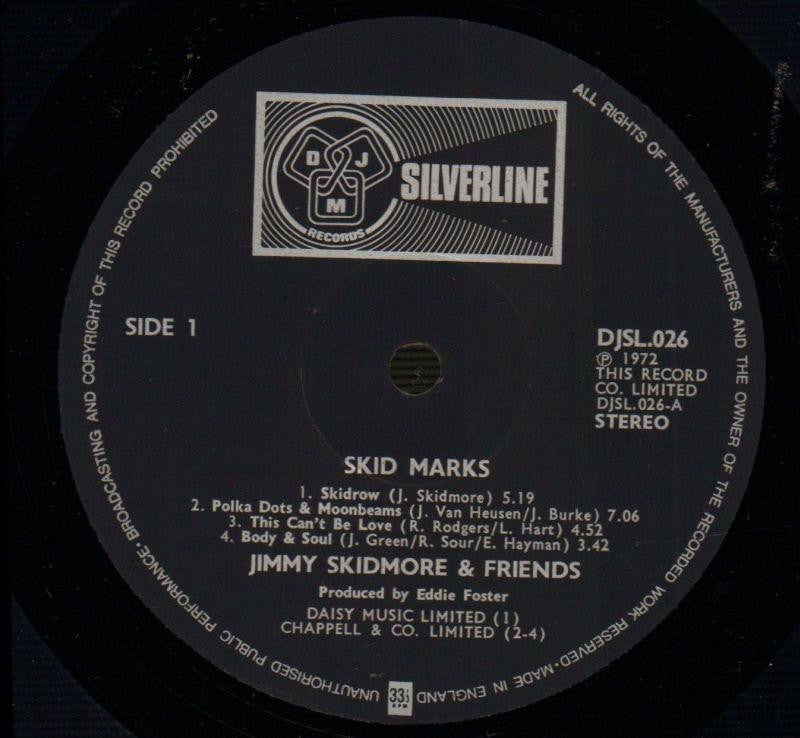 D J M
RECORDS
SILVERLINE
SIDE 1
DJSL.026
Ⓟ 1972
THIS RECORD
CO. LIMITED
DJSL.026-A
STEREO
SKID MARKS
1. Skidrow (J. Skidmore) 5.19
2. Polka Dots & Moonbeams (J. Van Heusen/J. Burke) 7.06
3. This Can't Be Love (R. Rodgers/L. Hart) 4.52
4. Body & Soul (J. Green/R. Sour/E. Hayman) 3.42
JIMMY SKIDMORE & FRIENDS
Produced by Eddie Foster
DAISY MUSIC LIMITED (1)
CHAPPELL & CO. LIMITED (2-4)
ALL RIGHTS OF THE MANUFACTURERS AND THE OWNER OF THE RECORDED WORK RESERVED · MADE IN ENGLAND
33⅓ RPM
UNAUTHORISED PUBLIC PERFORMANCE · BROADCASTING AND COPYRIGHT OF THIS RECORD PROHIBITED